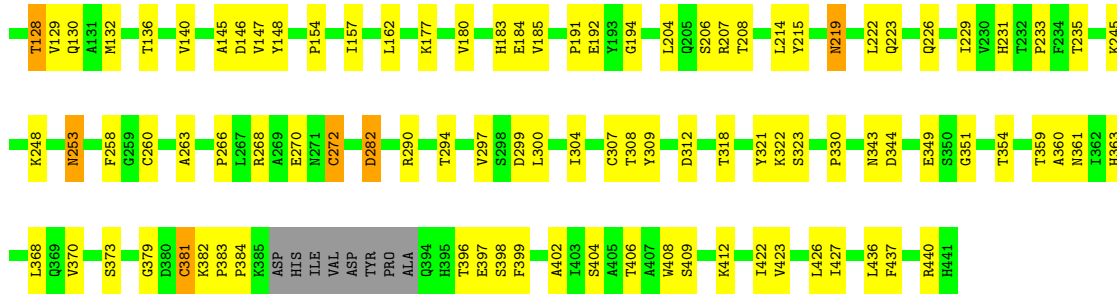 T128 V129 Q130 A131 M132 T136 V140 A145 D146 V147 Y148 P154 I157 L162 K177 V180 H183 E184 V185 P191 E192 Y193 G194 L204 Q205 S206 R207 T208 L214 Y215 N219 L222 Q223 Q226 I229 V230 H231 T232 P233 F234 T235 K245
K248 N253 F258 G259 C260 A263 P266 L267 R268 A269 E270 N271 C272 D282 R290 T294 V297 S298 D299 L300 I304 C307 T308 Y309 D312 T318 Y321 K322 S323 P330 N343 D344 E349 S350 G351 T354 T359 A360 N361 I362 H363
L368 Q369 V370 S373 G379 D380 C381 K382 P383 P384 K385 ASP HIS ILE VAL ASP TYR PRO ALA Q394 H395 T396 E397 S398 F399 A402 I403 S404 A405 T406 A407 W408 S409 K412 I422 V423 L426 I427 L436 F437 R440 H441